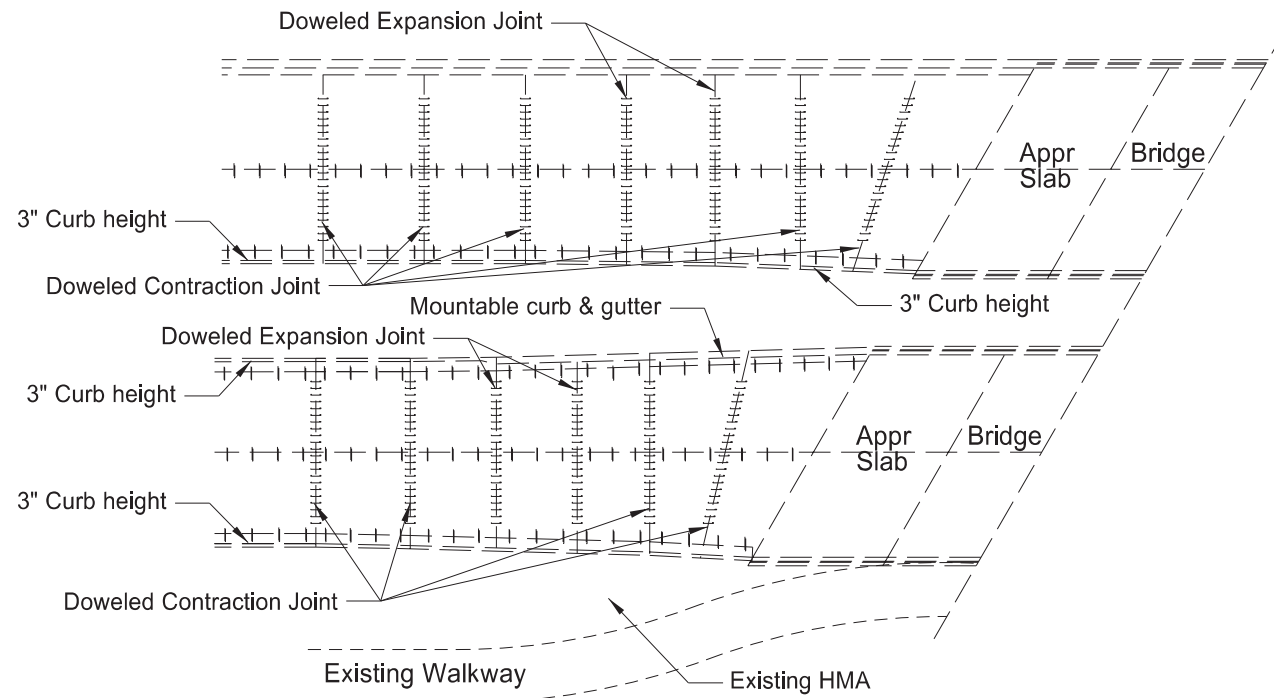 Doweled Expansion Joint
Appr
Slab
Bridge
3" Curb height
Doweled Contraction Joint
3" Curb height
Mountable curb & gutter
Doweled Expansion Joint
3" Curb height
Appr
Slab
Bridge
3" Curb height
Doweled Contraction Joint
Existing Walkway
Existing HMA